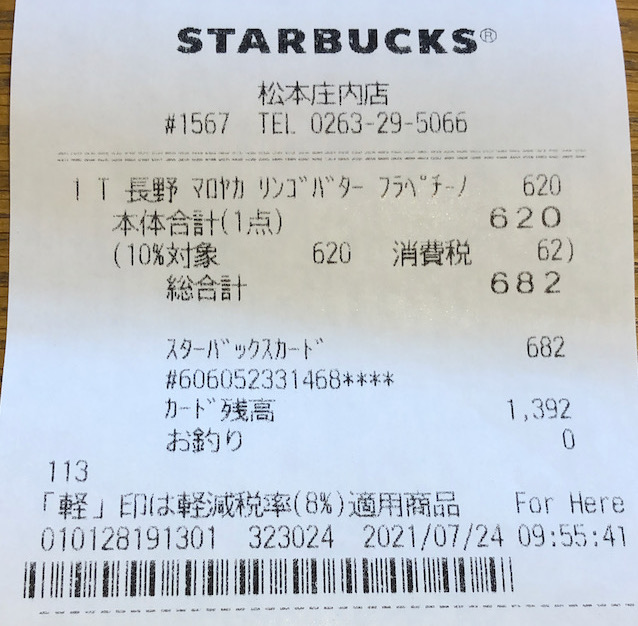 STARBUCKS®
松本庄内店
#1567 TEL 0263-29-5066
1 T 長野 ﾏﾛﾔｶ ﾘﾝｺﾞﾊﾞﾀｰ ﾌﾗﾍﾟﾁｰﾉ 620
本体合計(1点) 620
(10%対象 620 消費税 62)
総合計 682
ｽﾀｰﾊﾞｯｸｽｶｰﾄﾞ 682
#606052331468****
ｶｰﾄﾞ残高 1,392
お釣り 0
113
「軽」印は軽減税率(8%)適用商品 For Here
010128191301 323024 2021/07/24 09:55:41